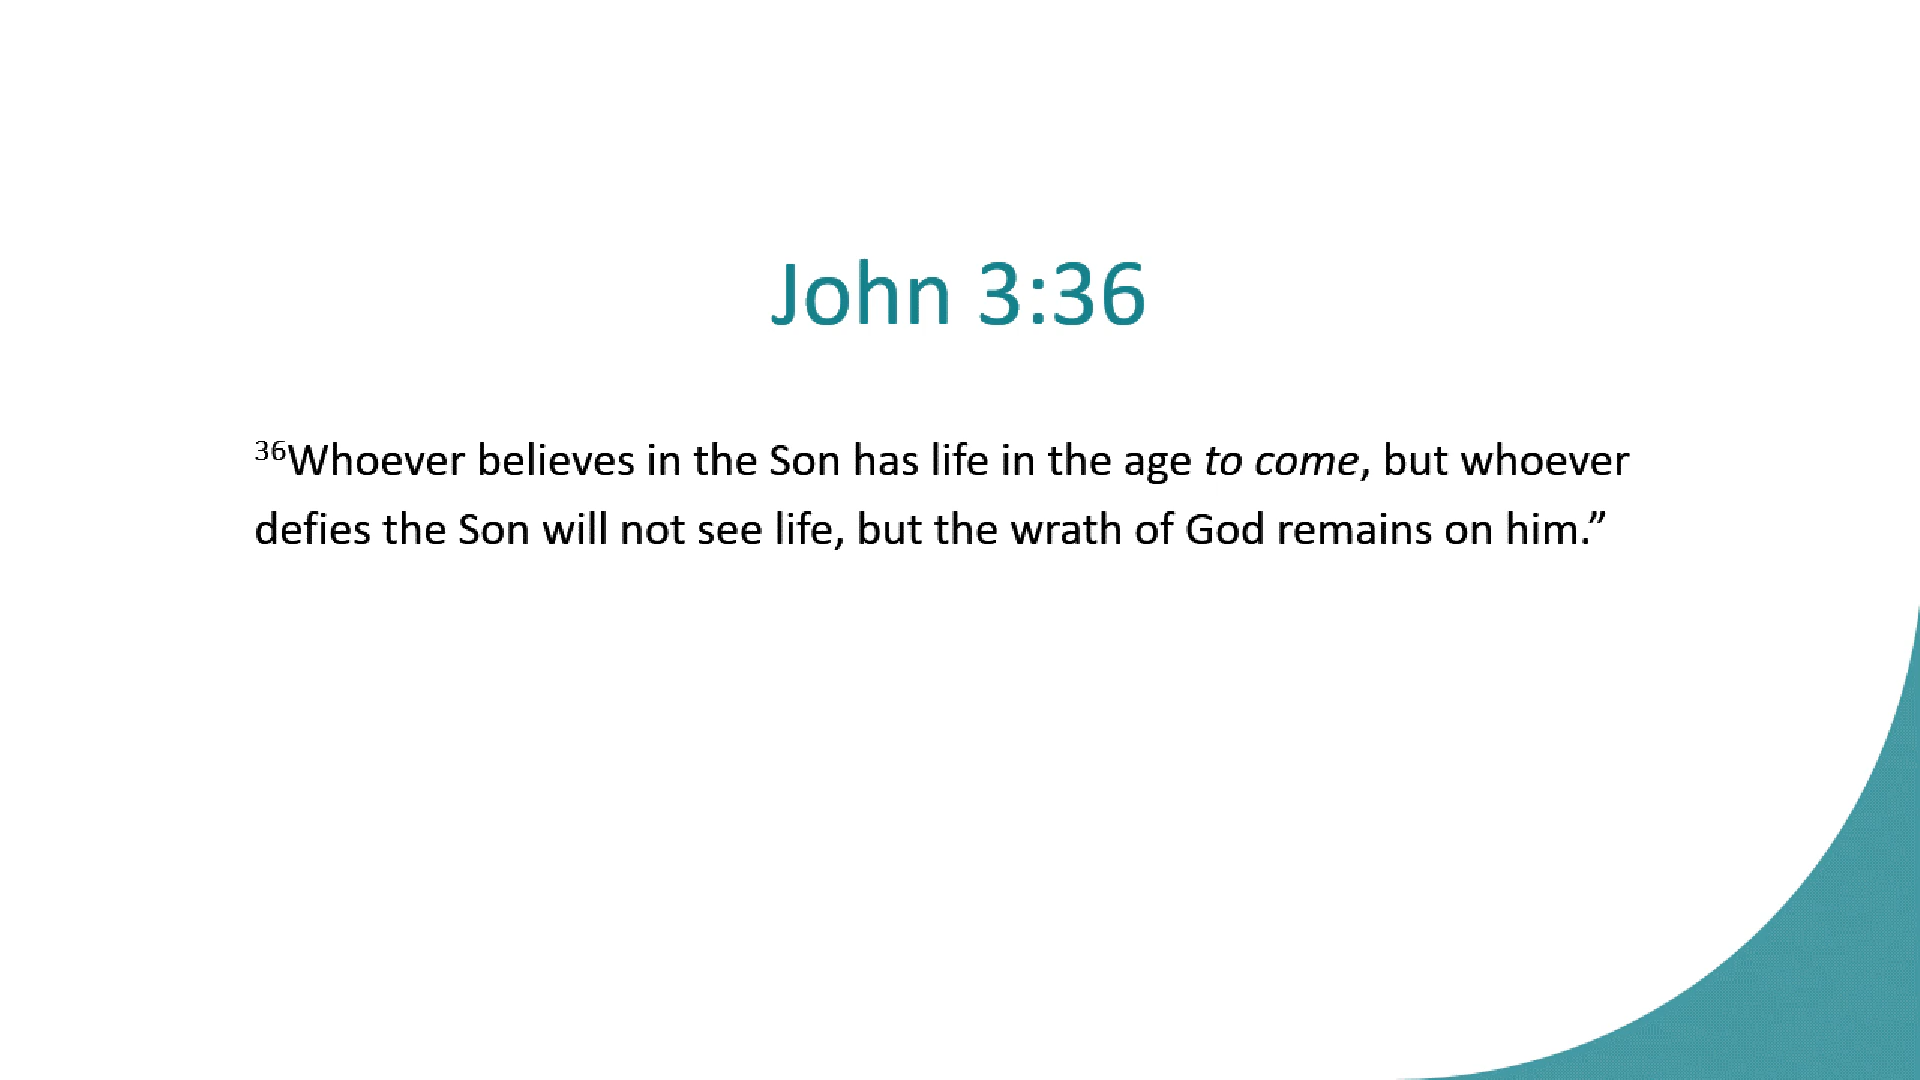 John 3:36
36Whoever believes in the Son has life in the age to come, but whoever
defies the Son will not see life, but the wrath of God remains on him.”